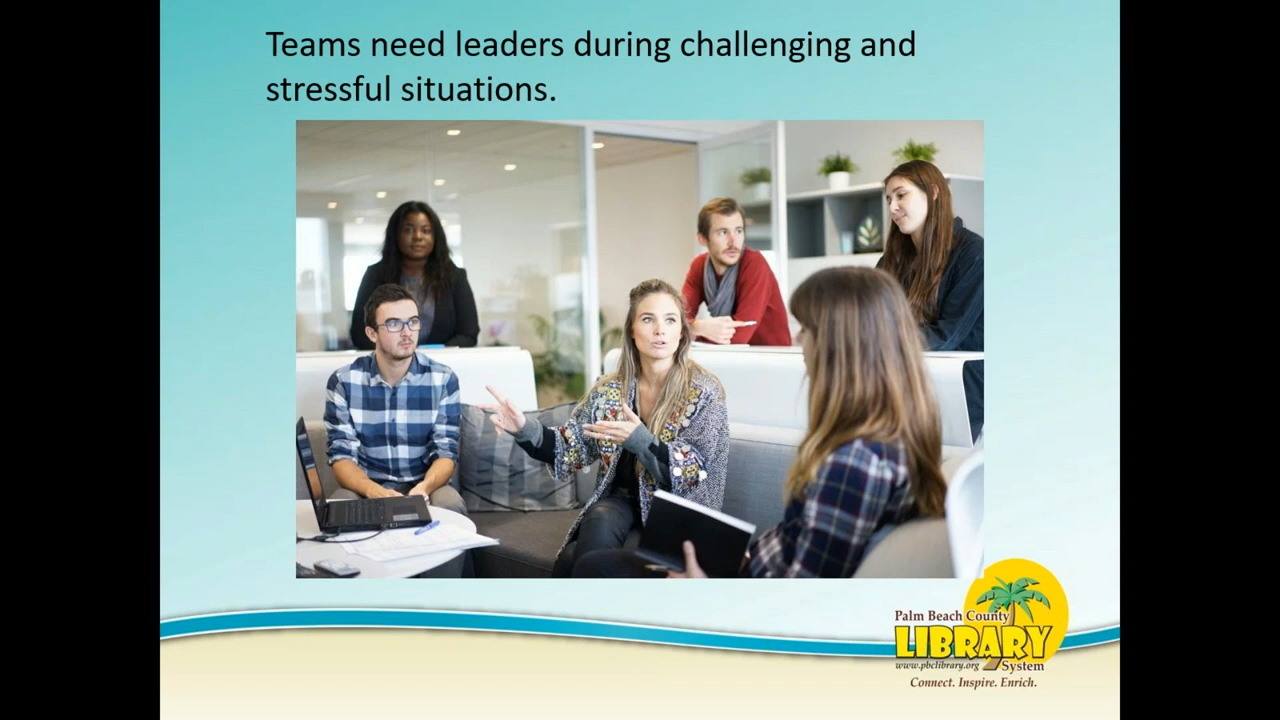 Teams need leaders during challenging and
stressful situations.
Palm Beach County
LIBRARY
www.pbclibrary.org System
Connect. Inspire. Enrich.